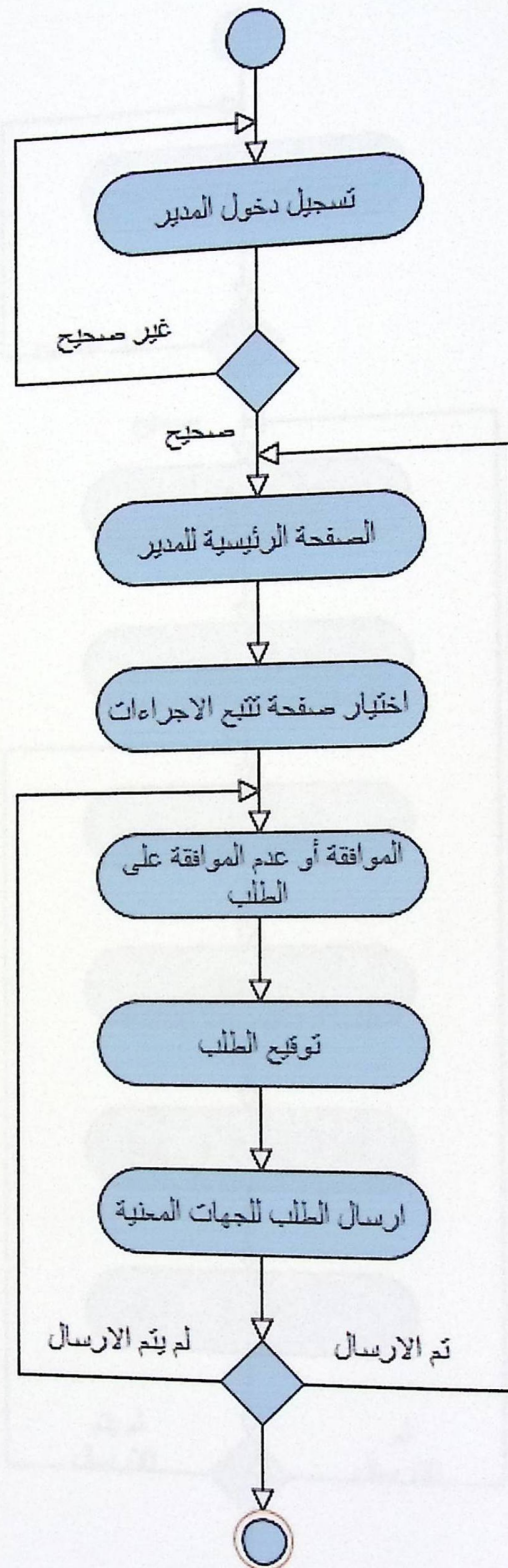 تسجيل دخول المدير
غير صحيح
صحيح
الصفحة الرئيسية للمدير
اختيار صفحة تتبع الاجراءات
الموافقة أو عدم الموافقة على
الطلب
توقيع الطلب
ارسال الطلب للجهات المعنية
تم الارسال
لم يتم الارسال